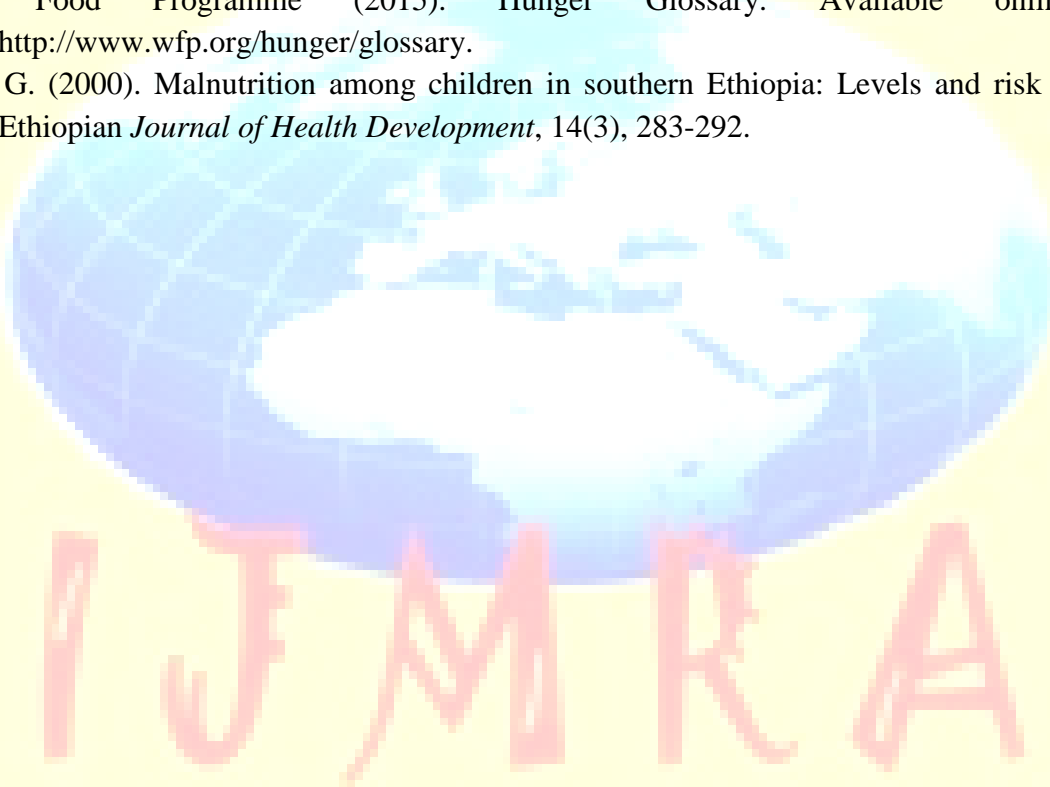 Food Programme (2015). Hunger Glossary. Available onli
http://www.wfp.org/hunger/glossary.
G. (2000). Malnutrition among children in southern Ethiopia: Levels and risk
Ethiopian Journal of Health Development, 14(3), 283-292.
IJMRA